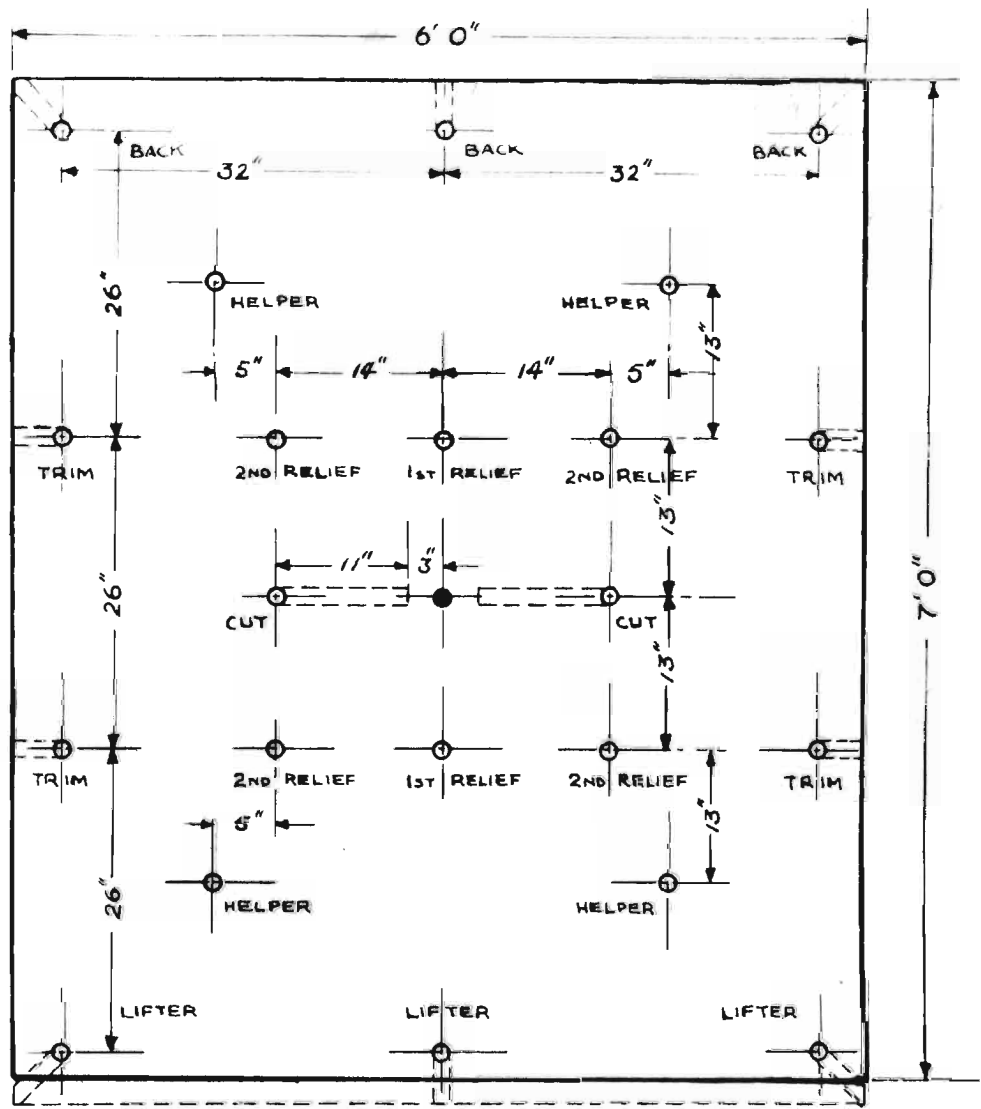 6' 0"
BACK
BACK
BACK
32"
32"
26"
HELPER
HELPER
13"
5"
14"
14"
5"
TRIM
2ND RELIEF
1ST RELIEF
2ND RELIEF
TRIM
13"
11"
3"
7' 0"
26"
CUT
CUT
13"
TRIM
2ND RELIEF
1ST RELIEF
2ND RELIEF
TRIM
5"
13"
26"
HELPER
HELPER
LIFTER
LIFTER
LIFTER